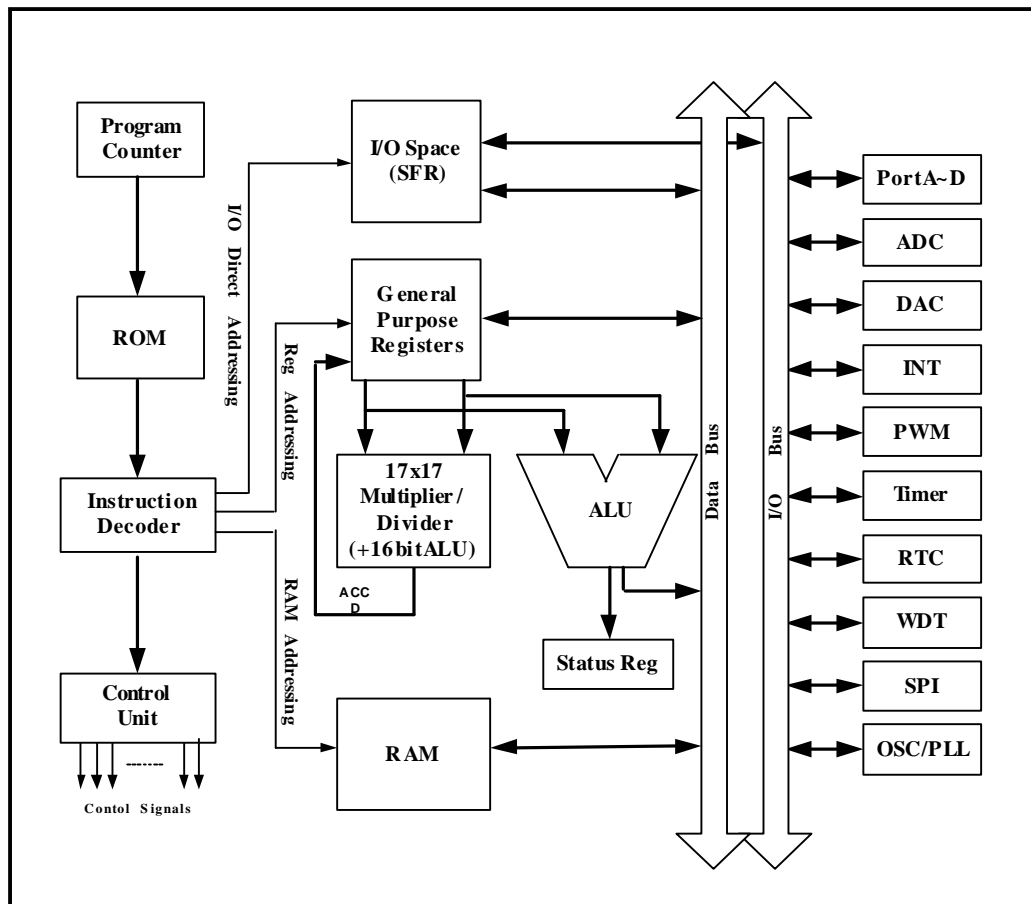 Program
Counter
ROM
Instruction
Decoder
Control
Unit
-------
Contol Signals
I/O Direct Addressing
Reg Addressing
RAM Addressing
I/O Space
(SFR)
General
Purpose
Registers
17x17
Multiplier/
Divider
(+16bitALU)
ACC
D
ALU
Status Reg
RAM
Data Bus
I/O Bus
PortA~D
ADC
DAC
INT
PWM
Timer
RTC
WDT
SPI
OSC/PLL